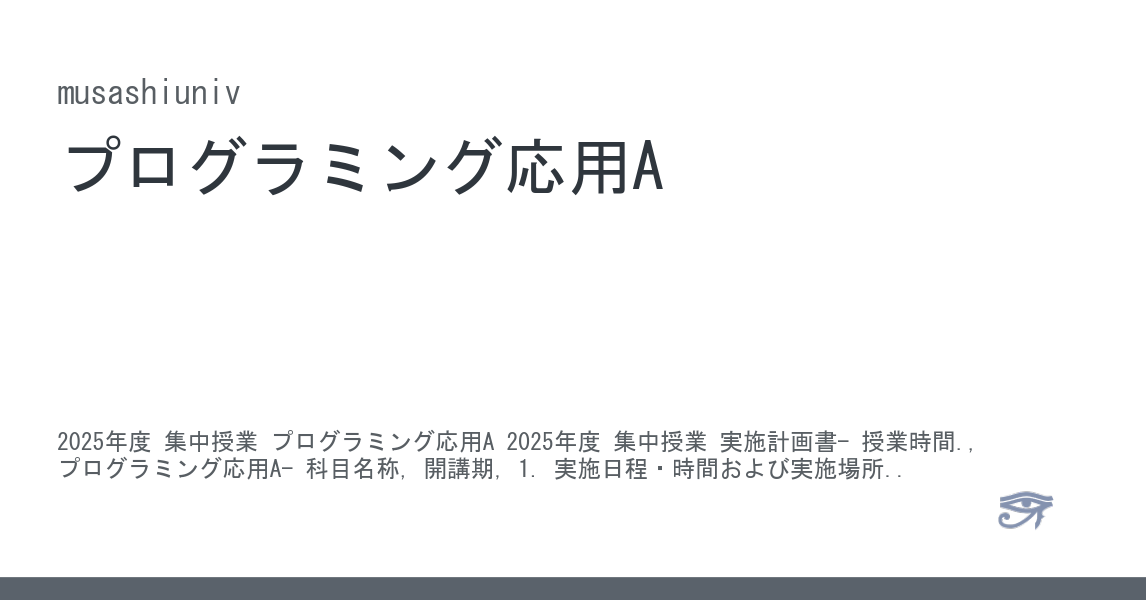 musashiuniv
プログラミング応用A
2025年度 集中授業 プログラミング応用A 2025年度 集中授業 実施計画書- 授業時間.,
プログラミング応用A- 科目名称, 開講期, 1. 実施日程・時間および実施場所..